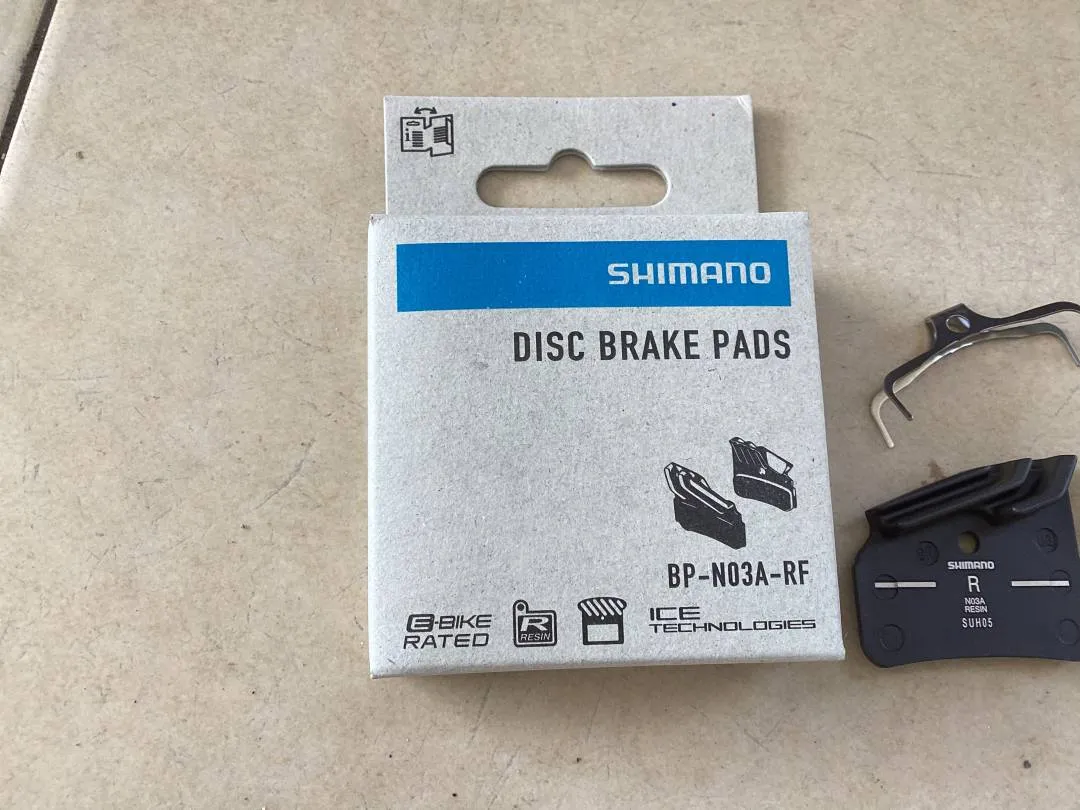 SHIMANO
DISC BRAKE PADS
BP-N03A-RF
E-BIKE
RATED
R
RESIN
ICE
TECHNOLOGIES
SHIMANO
R
N03A
RESIN
SUH05